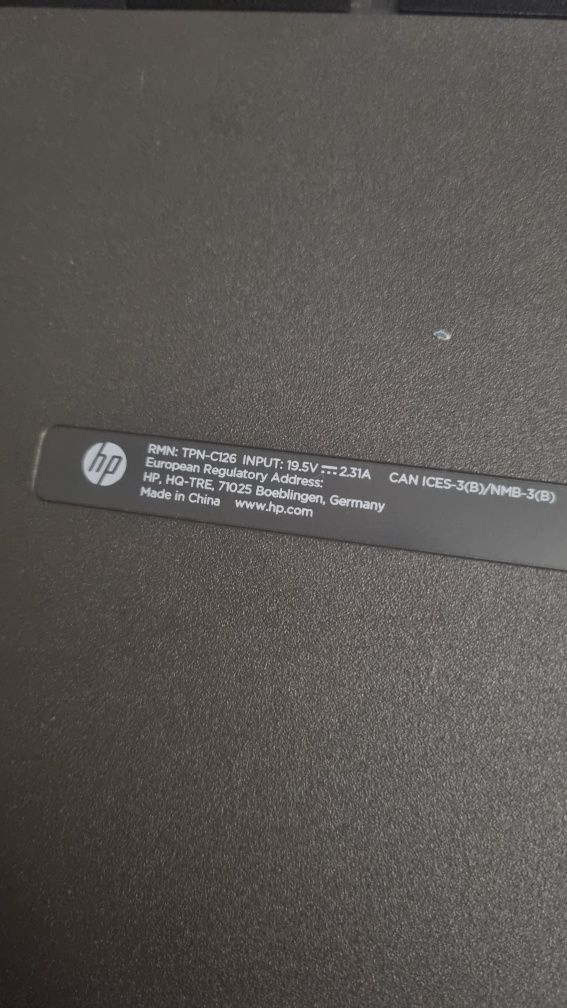 hp
RMN: TPN-C126 INPUT: 19.5V⎓2.31A CAN ICES-3(B)/NMB-3(B)
European Regulatory Address:
HP, HQ-TRE, 71025 Boeblingen, Germany
Made in China www.hp.com